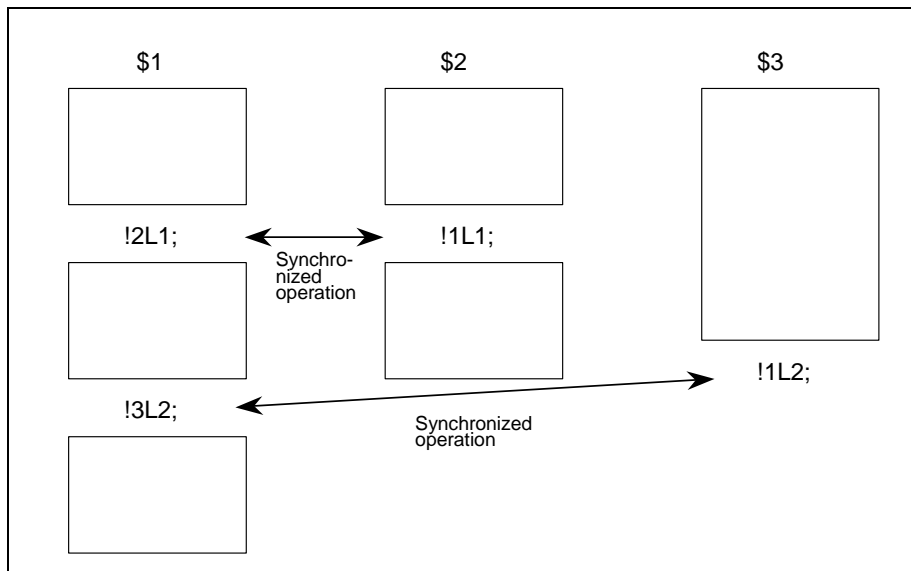 $1
$2
$3
!2L1;
!1L1;
Synchro-
nized
operation
!1L2;
!3L2;
Synchronized
operation